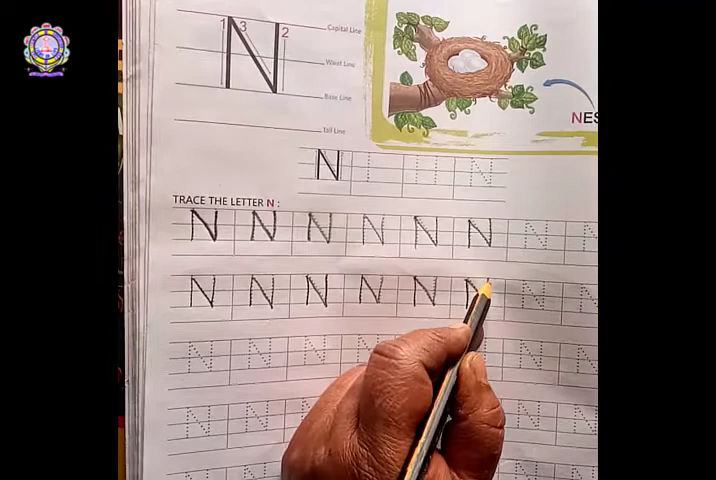 1 3 2
N
Capital Line
Waist Line
Base Line
Tail Line
NES
N N
TRACE THE LETTER N :
N N N N N N N N
N N N N N N N N
N N N N N N
N N N N N